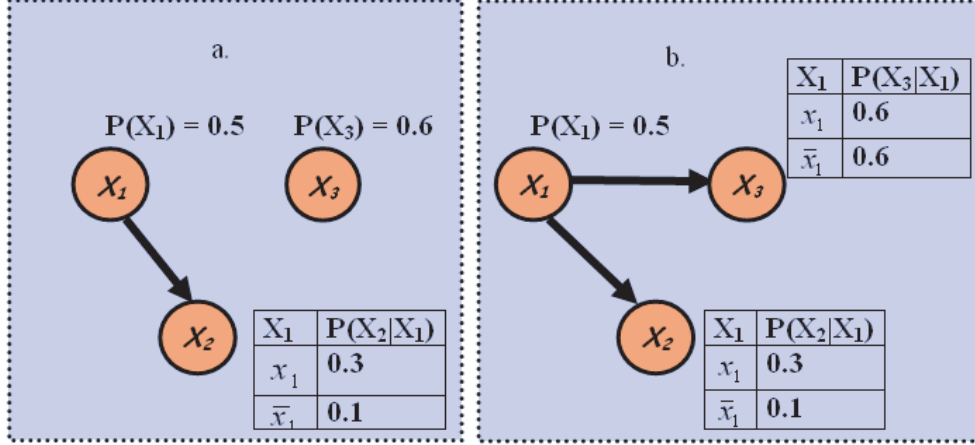 a.
P(X₁) = 0.5 P(X₃) = 0.6
X₁ X₃
X₂
X₁ P(X₂|X₁)
x₁ 0.3
x̅₁ 0.1
b.
P(X₁) = 0.5
X₁ X₃
X₁ P(X₃|X₁)
x₁ 0.6
x̅₁ 0.6
X₂
X₁ P(X₂|X₁)
x₁ 0.3
x̅₁ 0.1